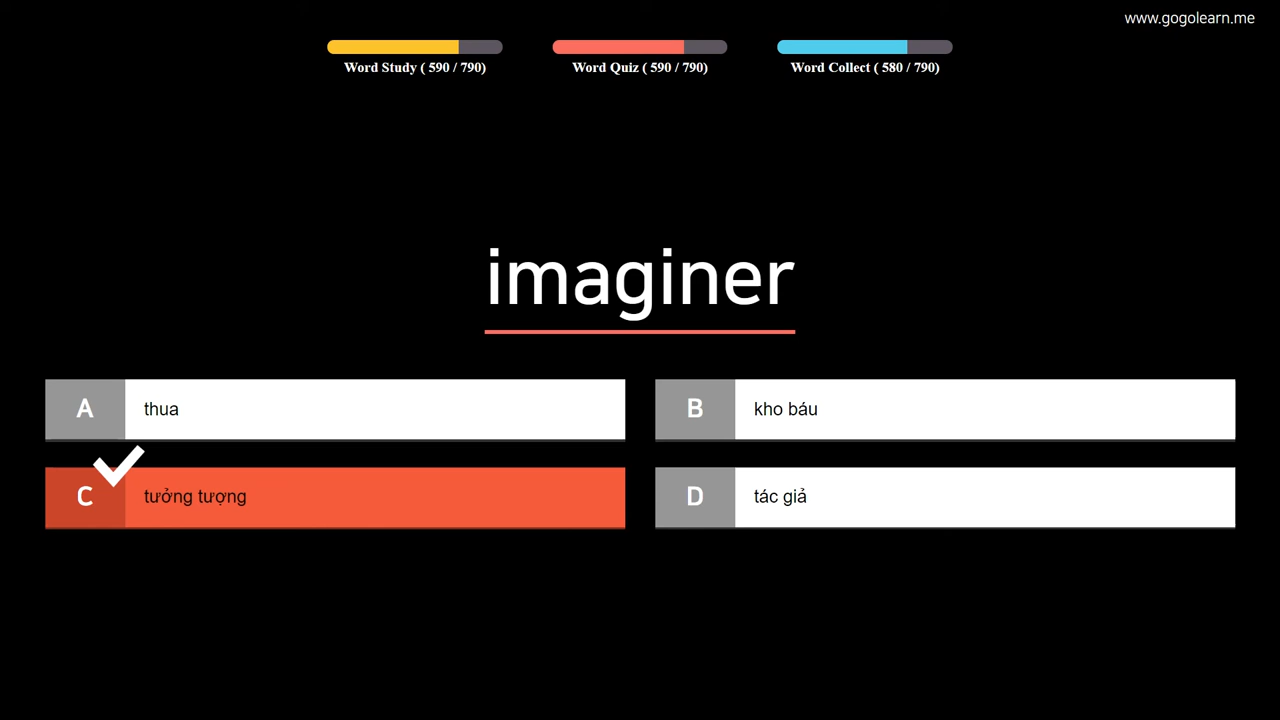 www.gogolearn.me
Word Study ( 590 / 790)
Word Quiz ( 590 / 790)
Word Collect ( 580 / 790)
imaginer
A thua
B kho báu
C tưởng tượng
D tác giả